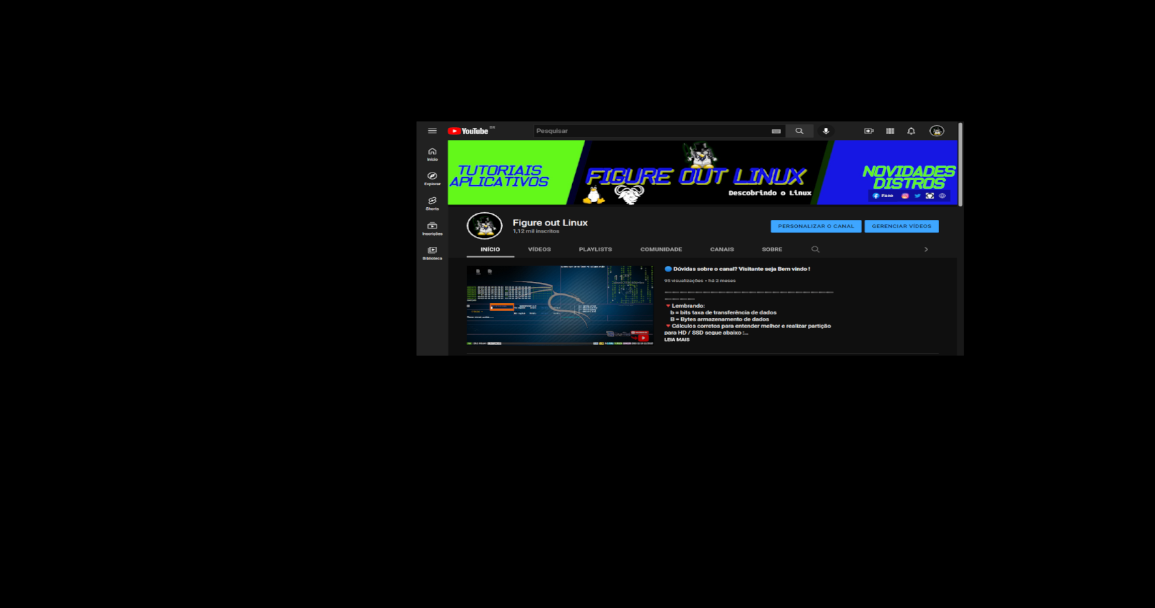 YouTube BR
Pesquisar
Início
Explorar
Shorts
Inscrições
Biblioteca
TUTORIAIS
APLICATIVOS
FIGURE OUT LINUX
Descobrindo o Linux
NOVIDADES
DISTROS
Figure out Linux
1,12 mil inscritos
PERSONALIZAR O CANAL
GERENCIAR VÍDEOS
INÍCIO VÍDEOS PLAYLISTS COMUNIDADE CANAIS SOBRE
Dúvidas sobre o canal? Visitante seja Bem vindo !
visualizações • há 2 meses
Lembrando:
b = bits taxa de transferência de dados
B = Bytes armazenamento de dados
Cálculos corretos para entender melhor e realizar partição
para HD / SSD segue abaixo :...
LEIA MAIS